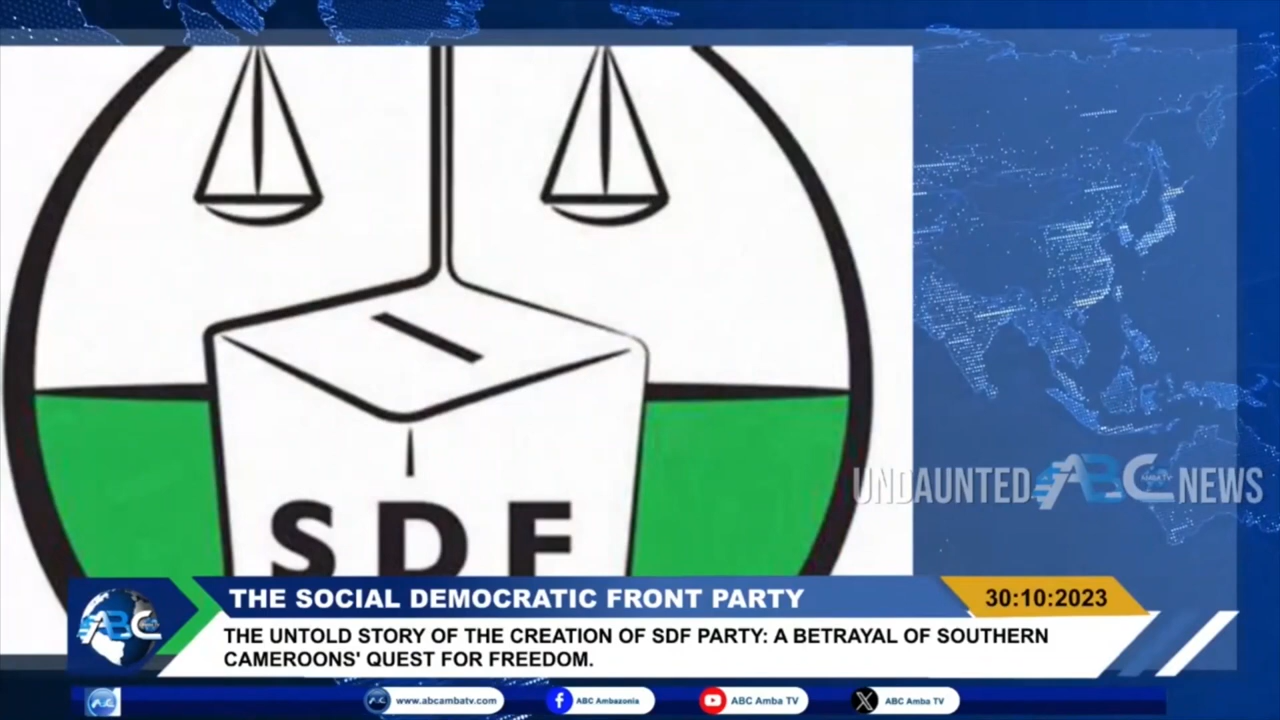 SDF
UNDAUNTED ABC NEWS
AMBA TV
THE SOCIAL DEMOCRATIC FRONT PARTY
30:10:2023
THE UNTOLD STORY OF THE CREATION OF SDF PARTY: A BETRAYAL OF SOUTHERN
CAMEROONS' QUEST FOR FREEDOM.
ABC
www.abcambatv.com
ABC Ambazonia
ABC Amba TV
ABC Amba TV